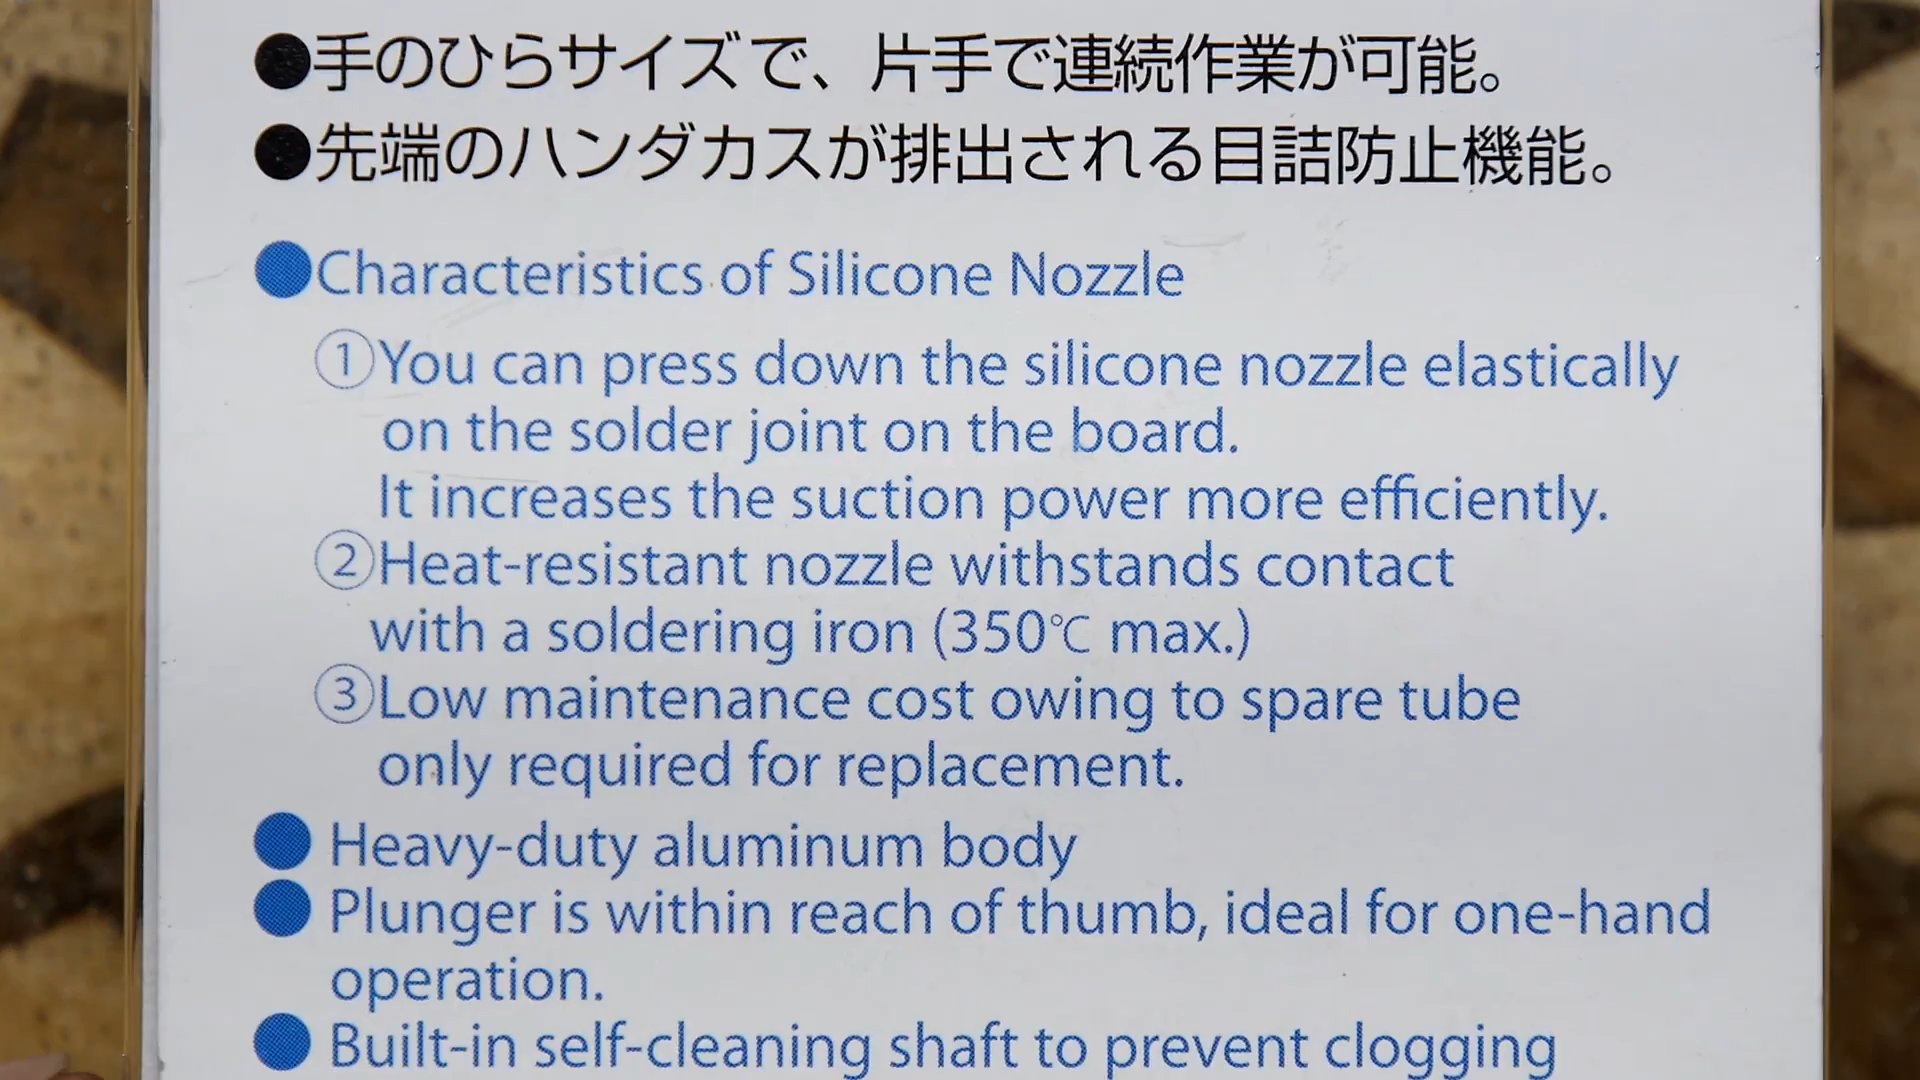 ●手のひらサイズで、片手で連続作業が可能。
●先端のハンダカスが排出される目詰防止機能。
●Characteristics of Silicone Nozzle
①You can press down the silicone nozzle elastically
on the solder joint on the board.
It increases the suction power more efficiently.
②Heat-resistant nozzle withstands contact
with a soldering iron (350℃ max.)
③Low maintenance cost owing to spare tube
only required for replacement.
● Heavy-duty aluminum body
● Plunger is within reach of thumb, ideal for one-hand
operation.
● Built-in self-cleaning shaft to prevent clogging